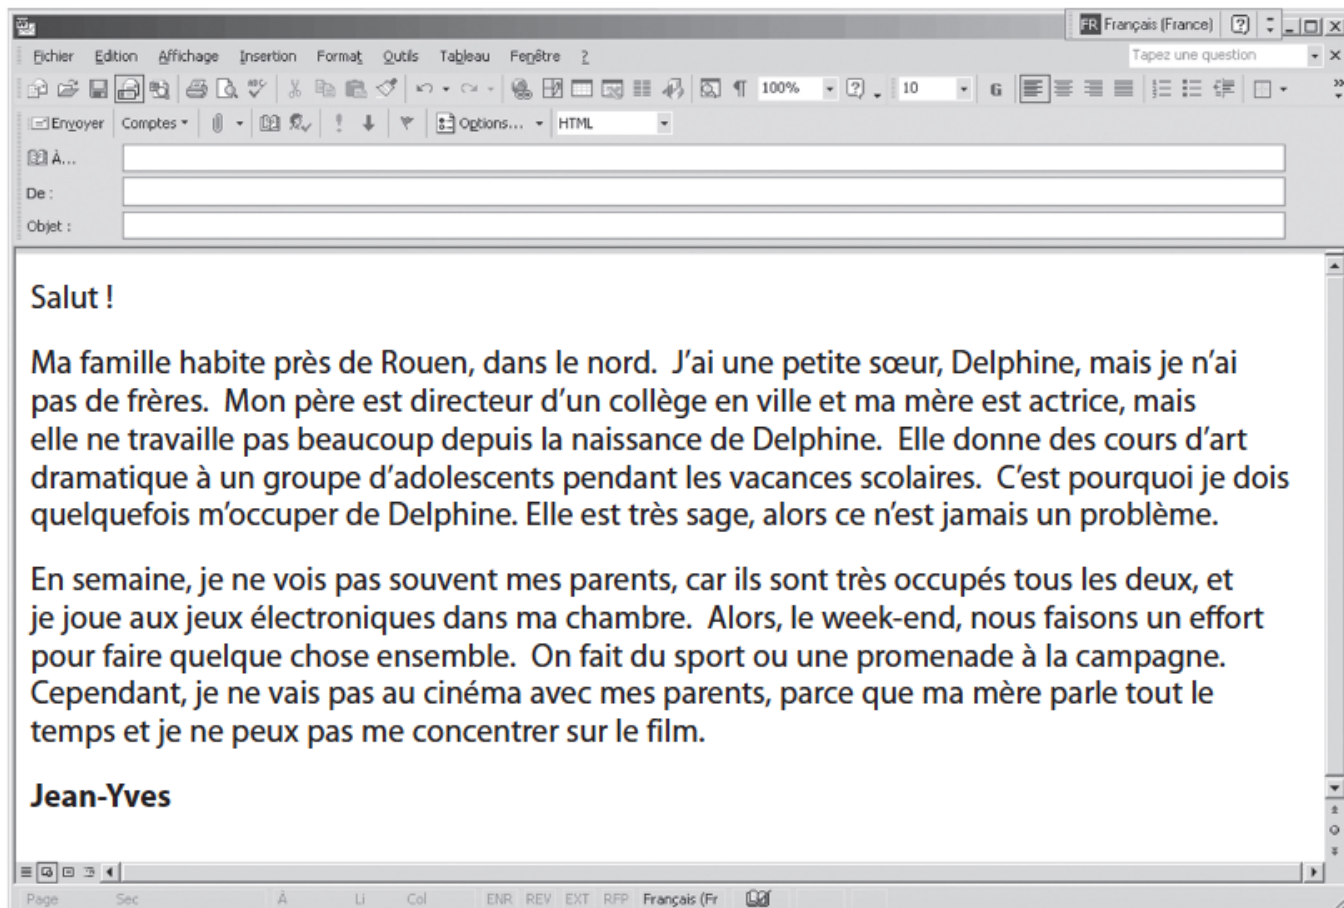 FR Français (France)
Fichier Edition Affichage Insertion Format Outils Tableau Fenêtre ?
Tapez une question
100% 10 G
Envoyer Comptes Options... HTML
À...
De :
Objet :
Salut !
Ma famille habite près de Rouen, dans le nord. J'ai une petite sœur, Delphine, mais je n'ai
pas de frères. Mon père est directeur d'un collège en ville et ma mère est actrice, mais
elle ne travaille pas beaucoup depuis la naissance de Delphine. Elle donne des cours d'art
dramatique à un groupe d'adolescents pendant les vacances scolaires. C'est pourquoi je dois
quelquefois m'occuper de Delphine. Elle est très sage, alors ce n'est jamais un problème.
En semaine, je ne vois pas souvent mes parents, car ils sont très occupés tous les deux, et
je joue aux jeux électroniques dans ma chambre. Alors, le week-end, nous faisons un effort
pour faire quelque chose ensemble. On fait du sport ou une promenade à la campagne.
Cependant, je ne vais pas au cinéma avec mes parents, parce que ma mère parle tout le
temps et je ne peux pas me concentrer sur le film.
Jean-Yves
Page Sec À Li Col ENR REV EXT RFP Français (Fr